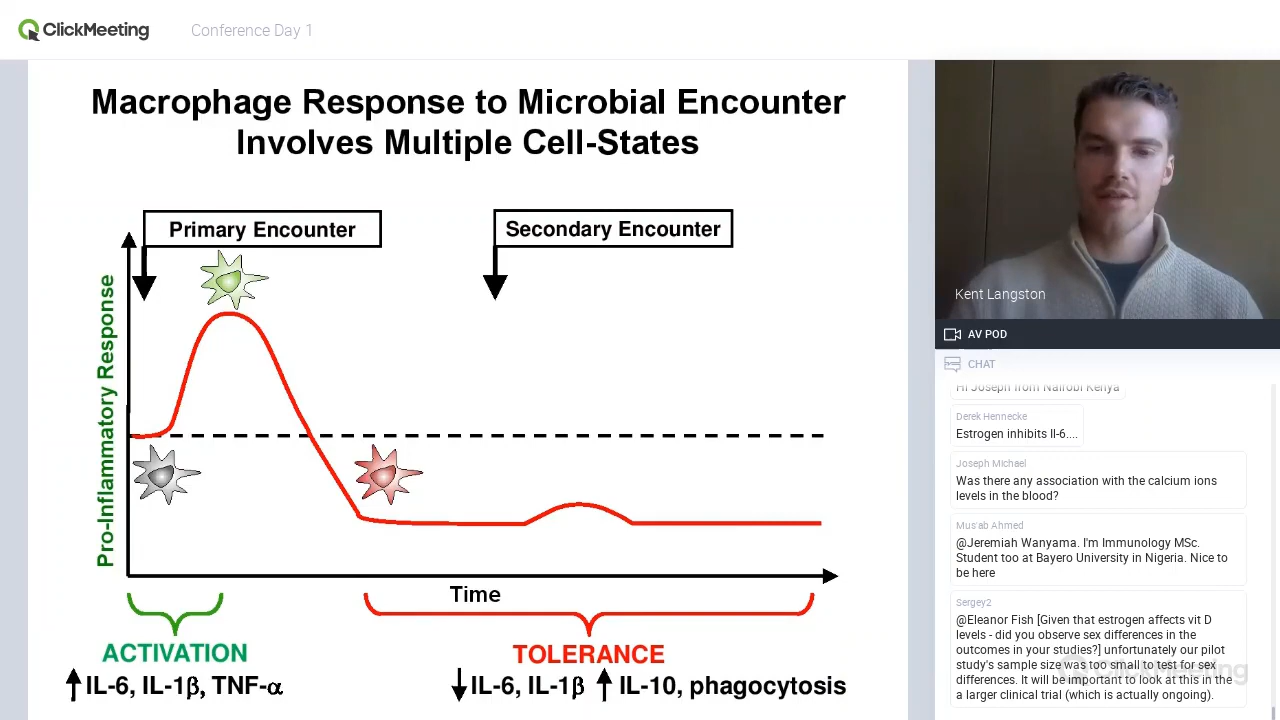 ClickMeeting
Conference Day 1
Macrophage Response to Microbial Encounter
Involves Multiple Cell-States
Primary Encounter
Secondary Encounter
Pro-Inflammatory Response
Time
ACTIVATION
IL-6, IL-1β, TNF-α
TOLERANCE
IL-6, IL-1β
IL-10, phagocytosis
Kent Langston
AV POD
CHAT
Hi Joseph from Nairobi Kenya
Derek Hennecke
Estrogen inhibits Il-6....
Joseph Michael
Was there any association with the calcium ions
levels in the blood?
Mus'ab Ahmed
@Jeremiah Wanyama. I'm Immunology MSc.
Student too at Bayero University in Nigeria. Nice to
be here
Sergey2
@Eleanor Fish [Given that estrogen affects vit D
levels - did you observe sex differences in the
outcomes in your studies?] unfortunately our pilot
study's sample size was too small to test for sex
differences. It will be important to look at this in the
a larger clinical trial (which is actually ongoing).
ClickMeeting